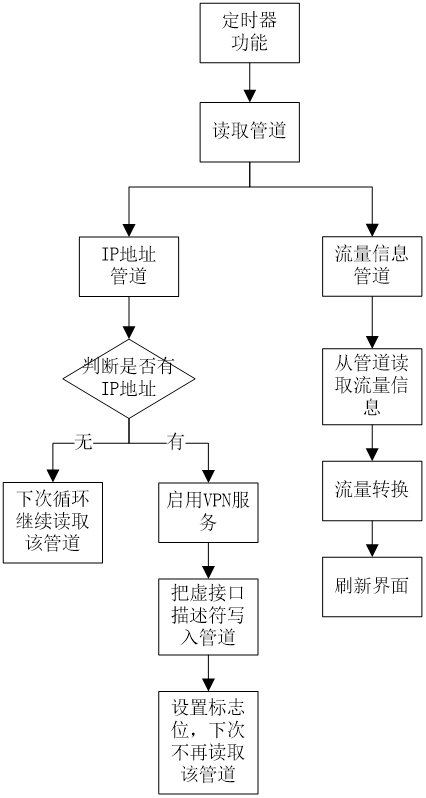 定时器
功能
读取管道
IP地址
管道
流量信息
管道
判断是否有
IP地址
从管道读
取流量信
息
无
有
下次循环
继续读取
该管道
启用VPN服
务
流量转换
把虚接口
描述符写
入管道
刷新界面
设置标志
位，下次
不再读取
该管道